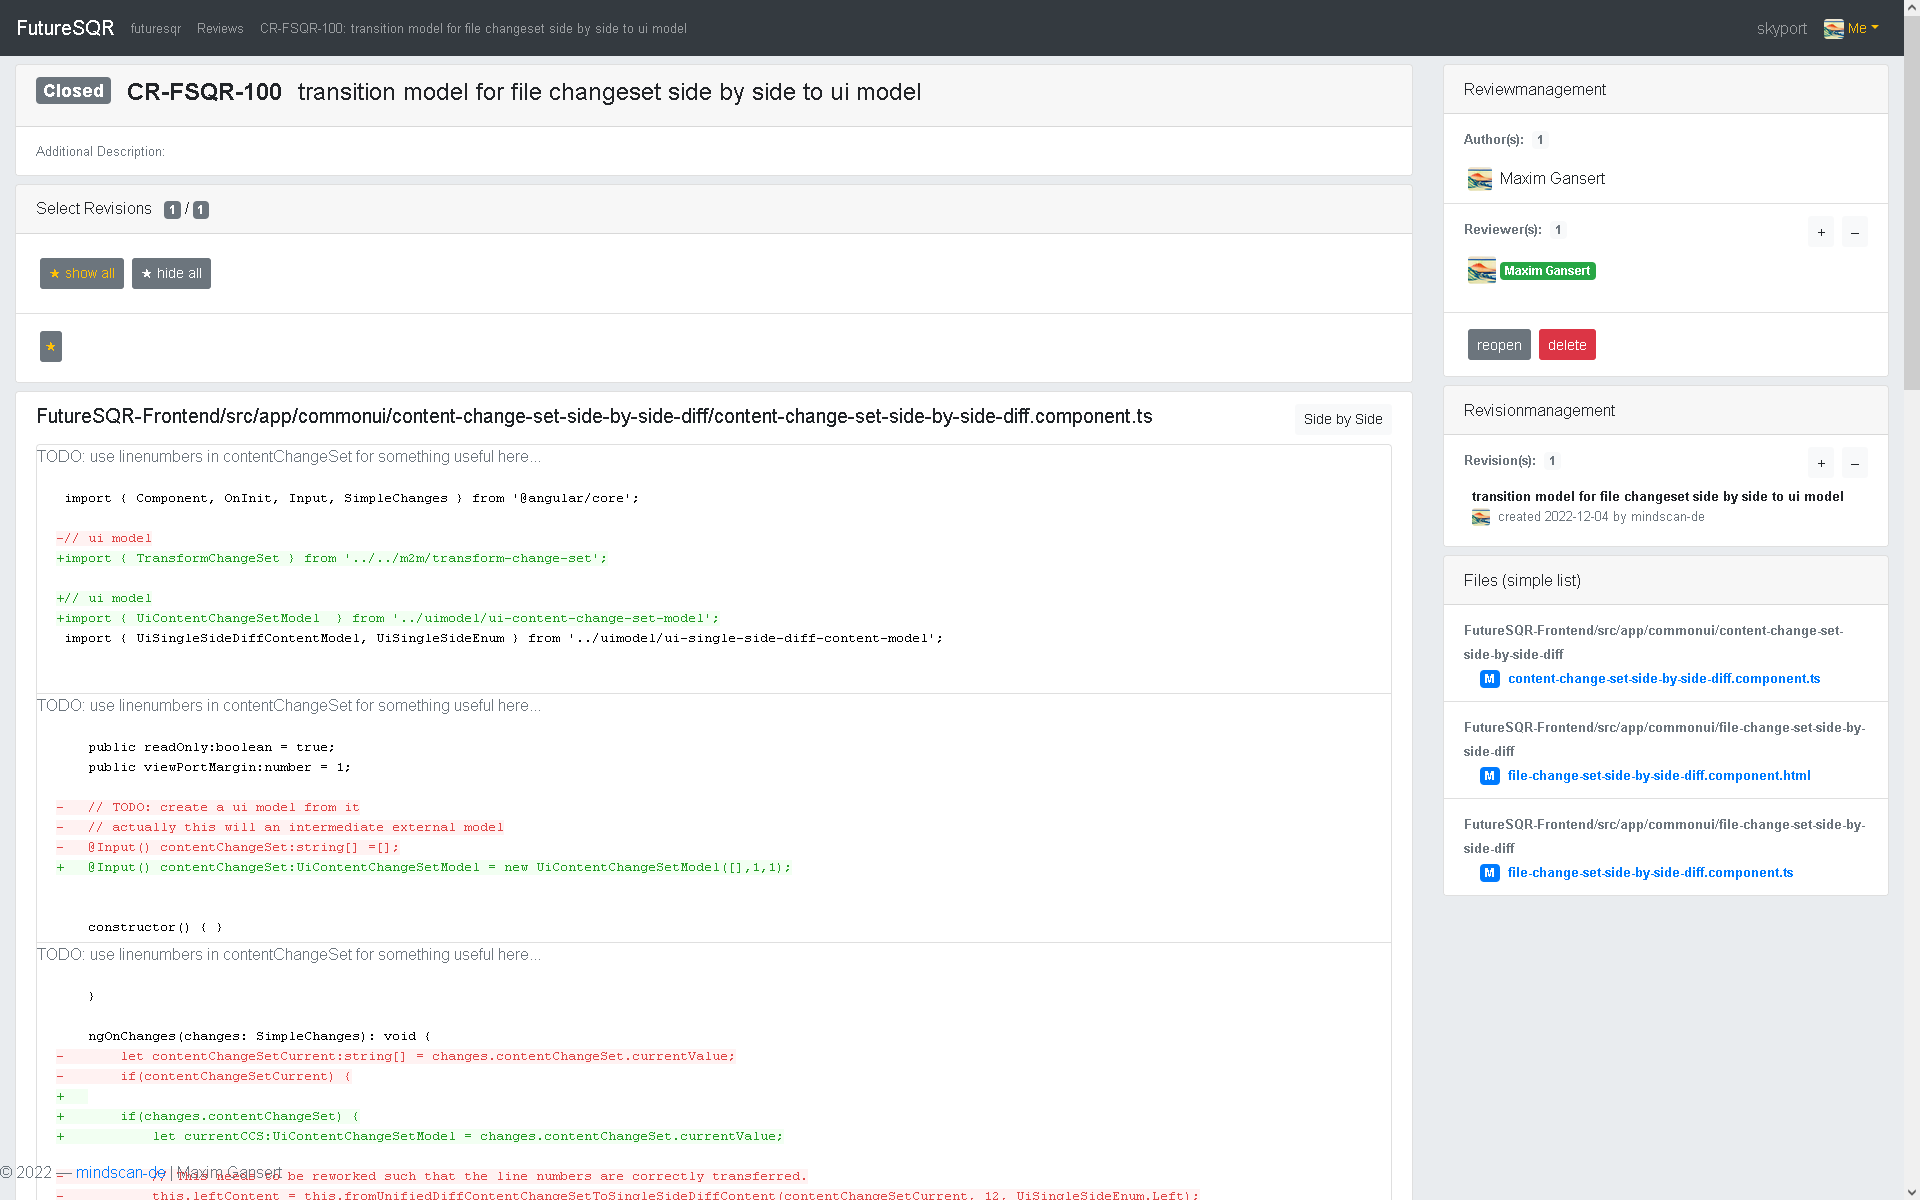 FutureSQR futuresqr Reviews CR-FSQR-100: transition model for file changeset side by side to ui model skyport Me
Closed CR-FSQR-100 transition model for file changeset side by side to ui model
Additional Description:
Select Revisions 1 / 1
★ show all ★ hide all
★
FutureSQR-Frontend/src/app/commonui/content-change-set-side-by-side-diff/content-change-set-side-by-side-diff.component.ts Side by Side
TODO: use linenumbers in contentChangeSet for something useful here...
import { Component, OnInit, Input, SimpleChanges } from '@angular/core';
-// ui model
+import { TransformChangeSet } from '../../m2m/transform-change-set';
+// ui model
+import { UiContentChangeSetModel  } from '../uimodel/ui-content-change-set-model';
import { UiSingleSideDiffContentModel, UiSingleSideEnum } from '../uimodel/ui-single-side-diff-content-model';
TODO: use linenumbers in contentChangeSet for something useful here...
public readOnly:boolean = true;
public viewPortMargin:number = 1;
-   // TODO: create a ui model from it
-   // actually this will an intermediate external model
-   @Input() contentChangeSet:string[] =[];
+   @Input() contentChangeSet:UiContentChangeSetModel = new UiContentChangeSetModel([],1,1);
constructor() { }
TODO: use linenumbers in contentChangeSet for something useful here...
}
ngOnChanges(changes: SimpleChanges): void {
-       let contentChangeSetCurrent:string[] = changes.contentChangeSet.currentValue;
-       if(contentChangeSetCurrent) {
+
+       if(changes.contentChangeSet) {
+           let currentCCS:UiContentChangeSetModel = changes.contentChangeSet.currentValue;
-           // This needs to be reworked such that the line numbers are correctly transferred.
-           this.leftContent = this.fromUnifiedDiffContentChangeSetToSingleSideDiffContent(contentChangeSetCurrent, 12, UiSingleSideEnum.Left);
© 2022 — mindscan-de | Maxim Gansert
Reviewmanagement
Author(s): 1
Maxim Gansert
Reviewer(s): 1 + –
Maxim Gansert
reopen delete
Revisionmanagement
Revision(s): 1 + –
transition model for file changeset side by side to ui model
created 2022-12-04 by mindscan-de
Files (simple list)
FutureSQR-Frontend/src/app/commonui/content-change-set-
side-by-side-diff
M content-change-set-side-by-side-diff.component.ts
FutureSQR-Frontend/src/app/commonui/file-change-set-side-by-
side-diff
M file-change-set-side-by-side-diff.component.html
FutureSQR-Frontend/src/app/commonui/file-change-set-side-by-
side-diff
M file-change-set-side-by-side-diff.component.ts